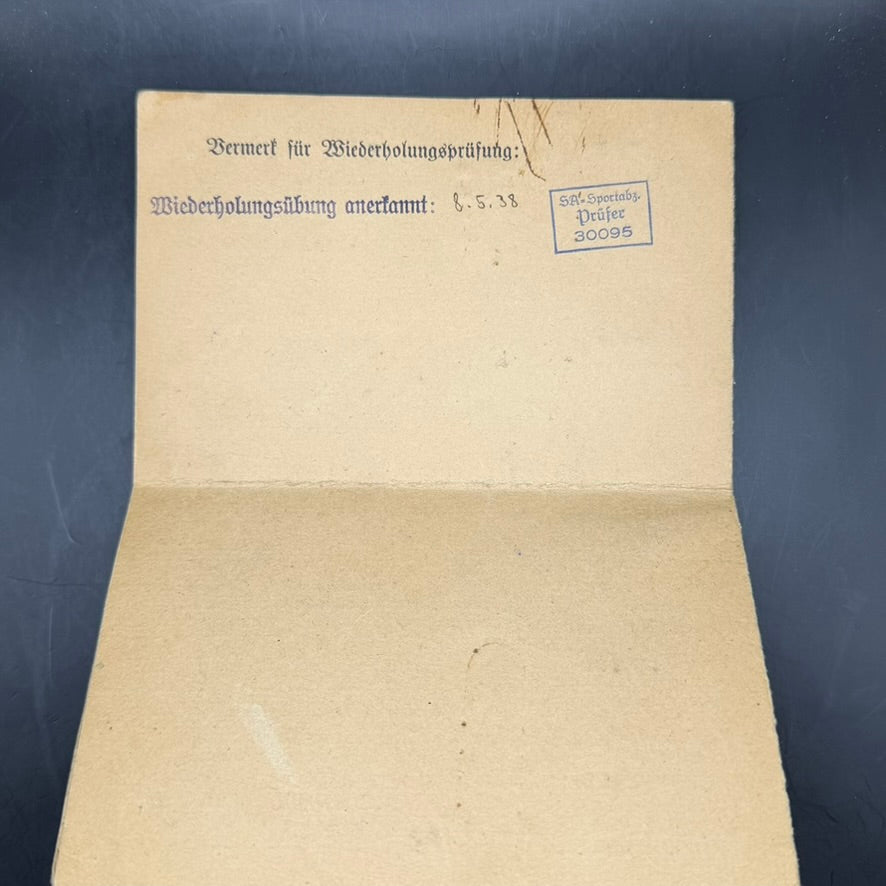 Vermerk für Wiederholungsprüfung:
Wiederholungsübung anerkannt: 8.5.38
SA-Sportabz.
Prüfer
30095